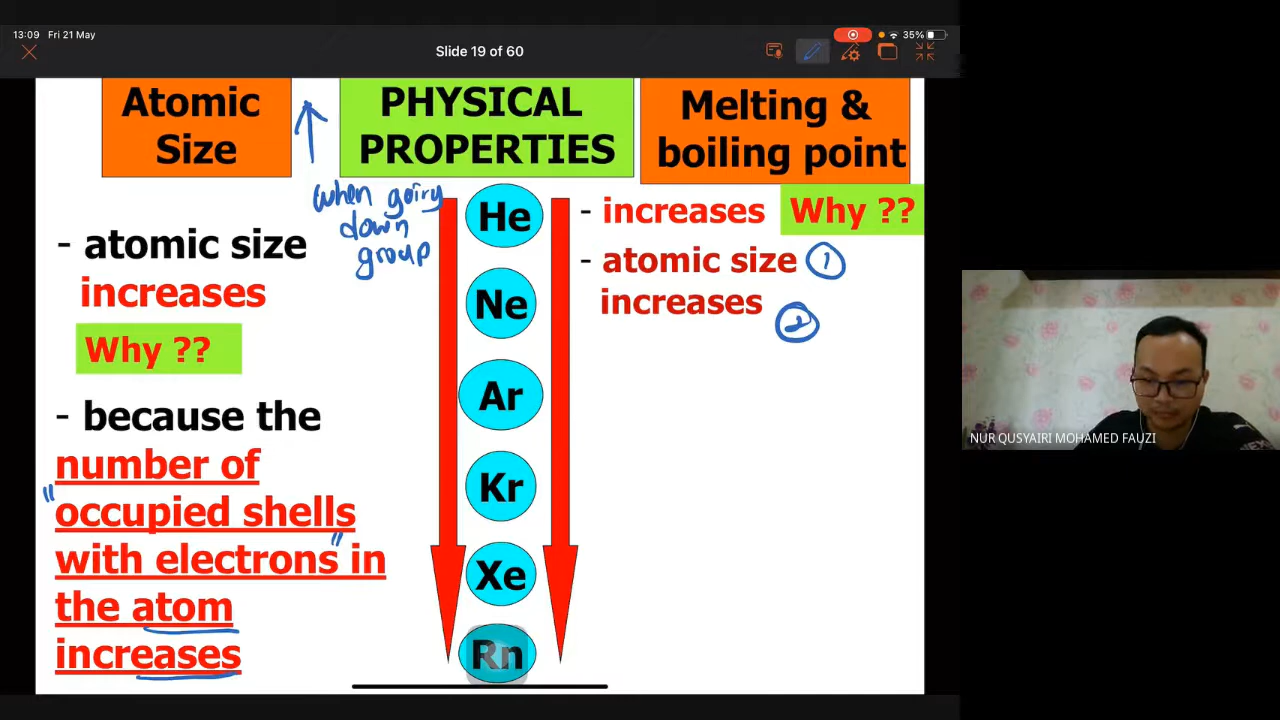 13:09 Fri 21 May
35%
Slide 19 of 60
Atomic
Size
PHYSICAL
PROPERTIES
Melting &
boiling point
when going
down
group
- atomic size
increases
Why ??
- because the
number of
"occupied shells
with electrons" in
the atom
increases
He
Ne
Ar
Kr
Xe
Rn
- increases Why ??
- atomic size 1
increases
2
NUR QUSYAIRI MOHAMED FAUZI